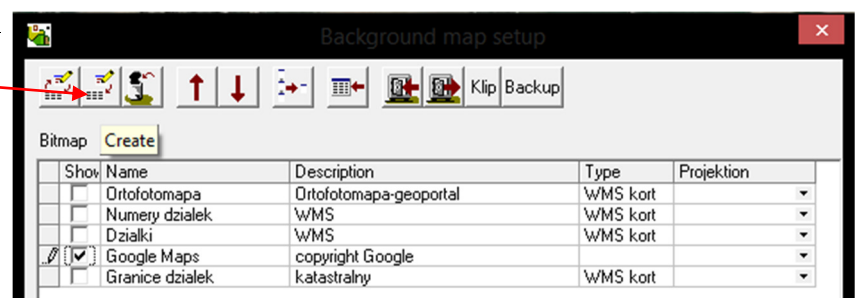 Background map setup
Klip Backup
Bitmap Create
Show Name Description Type Projektion
Ortofotomapa Ortofotomapa-geoportal WMS kort
Numery dzialek WMS WMS kort
Dzialki WMS WMS kort
Google Maps copyright Google
Granice dzialek katastralny WMS kort